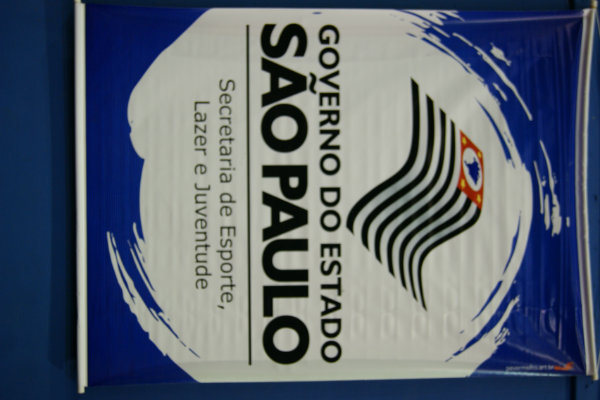 GOVERNO DO ESTADO
SÃO PAULO
Secretaria de Esporte,
Lazer e Juventude